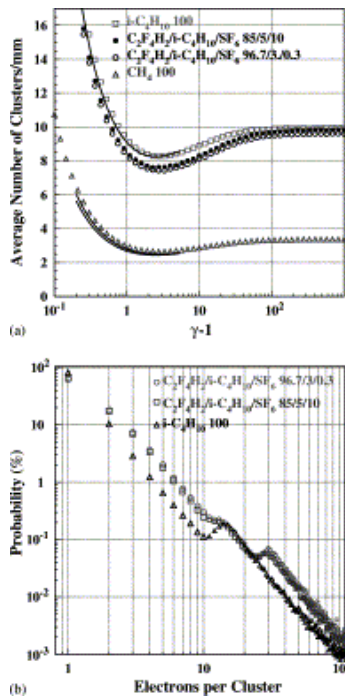 16
14
12
10
8
6
4
2
0
Average Number of Clusters/mm
i-C4H10 100
C2F4H2/i-C4H10/SF6 85/5/10
C2F4H2/i-C4H10/SF6 96.7/3/0.3
CH4 100
10-1 1 10 102 103
(a) γ-1
102
10
1
10-1
10-2
10-3
Probability (%)
C2F4H2/i-C4H10/SF6 96.7/3/0.3
C2F4H2/i-C4H10/SF6 85/5/10
i-C4H10 100
1 10
(b) Electrons per Cluster